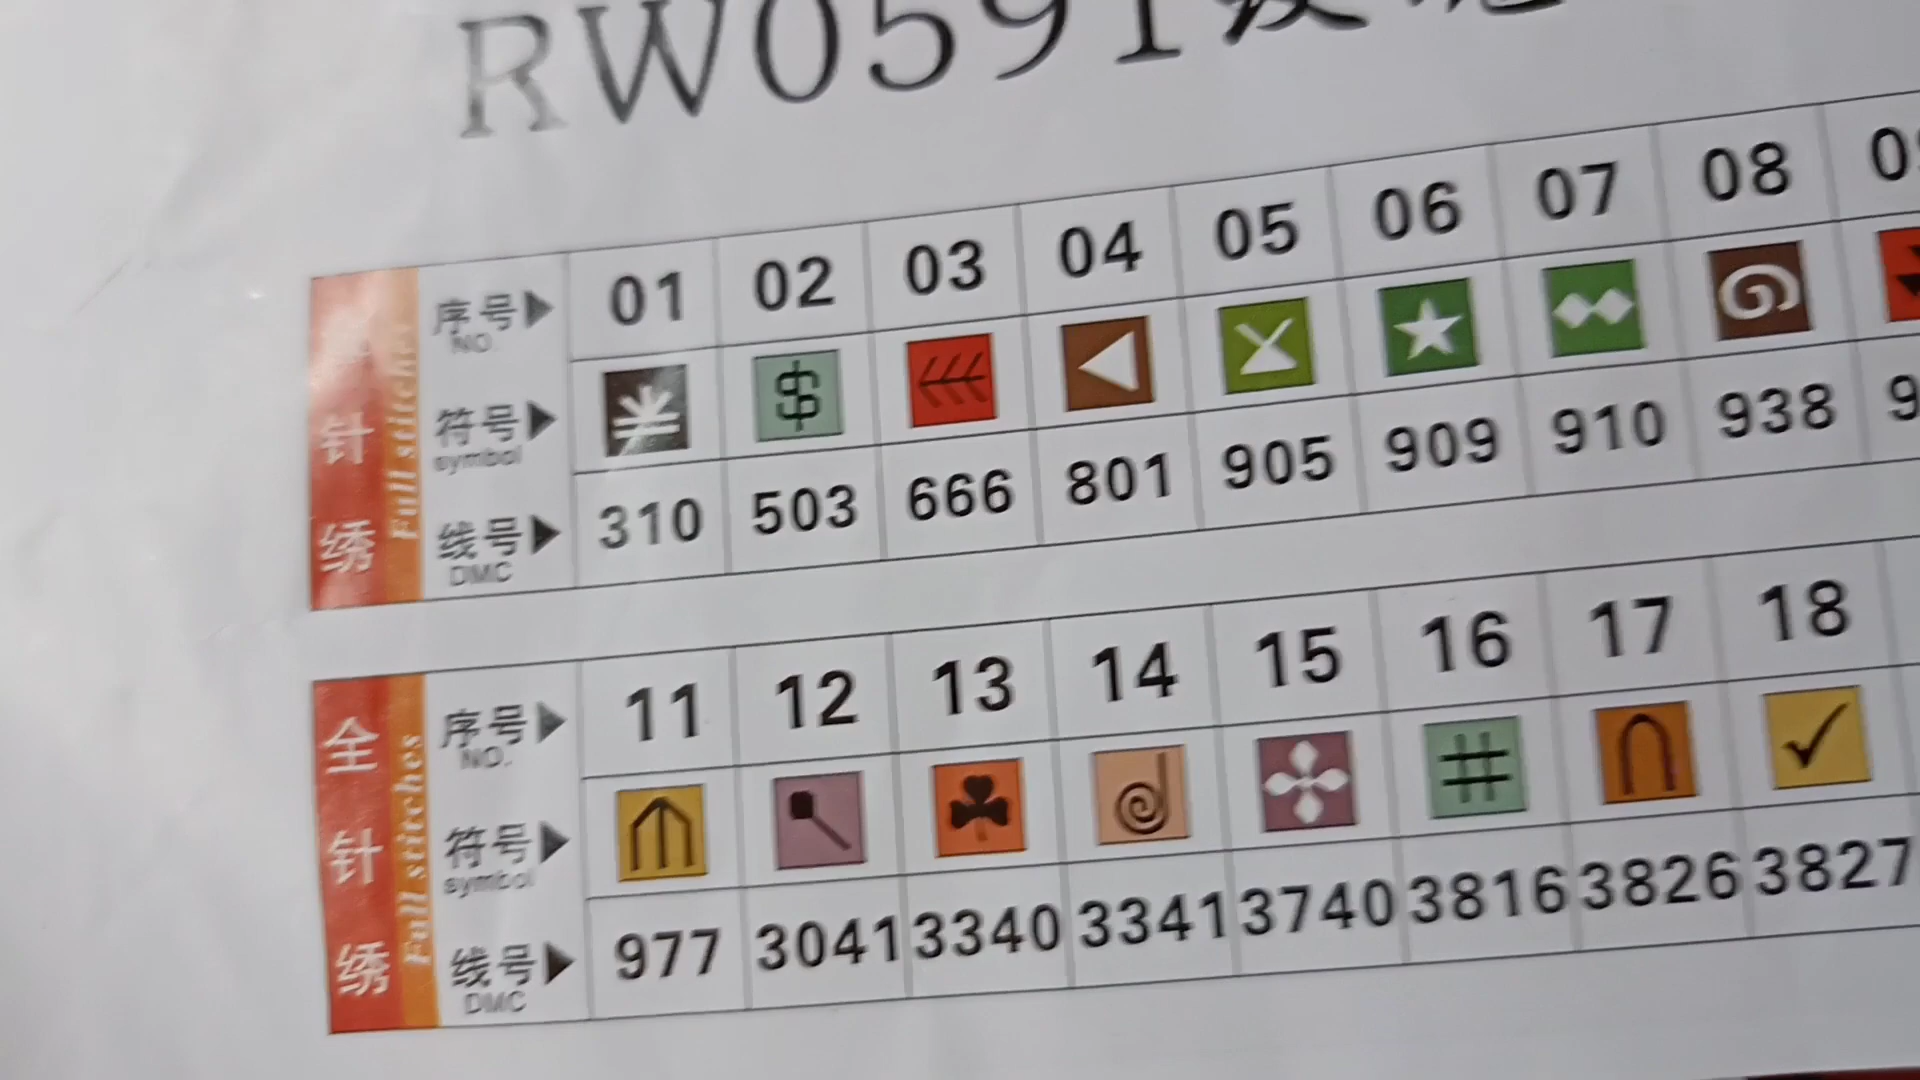 RW0591
序号 01 02 03 04 05 06 07 08
NO.
符号 $
symbol
线号 310 503 666 801 905 909 910 938
DMC
针绣
Full stitches
序号 11 12 13 14 15 16 17 18
NO.
符号 #
symbol
线号 977 3041 3340 3341 3740 3816 3826 3827
DMC
全针绣
Full stitches